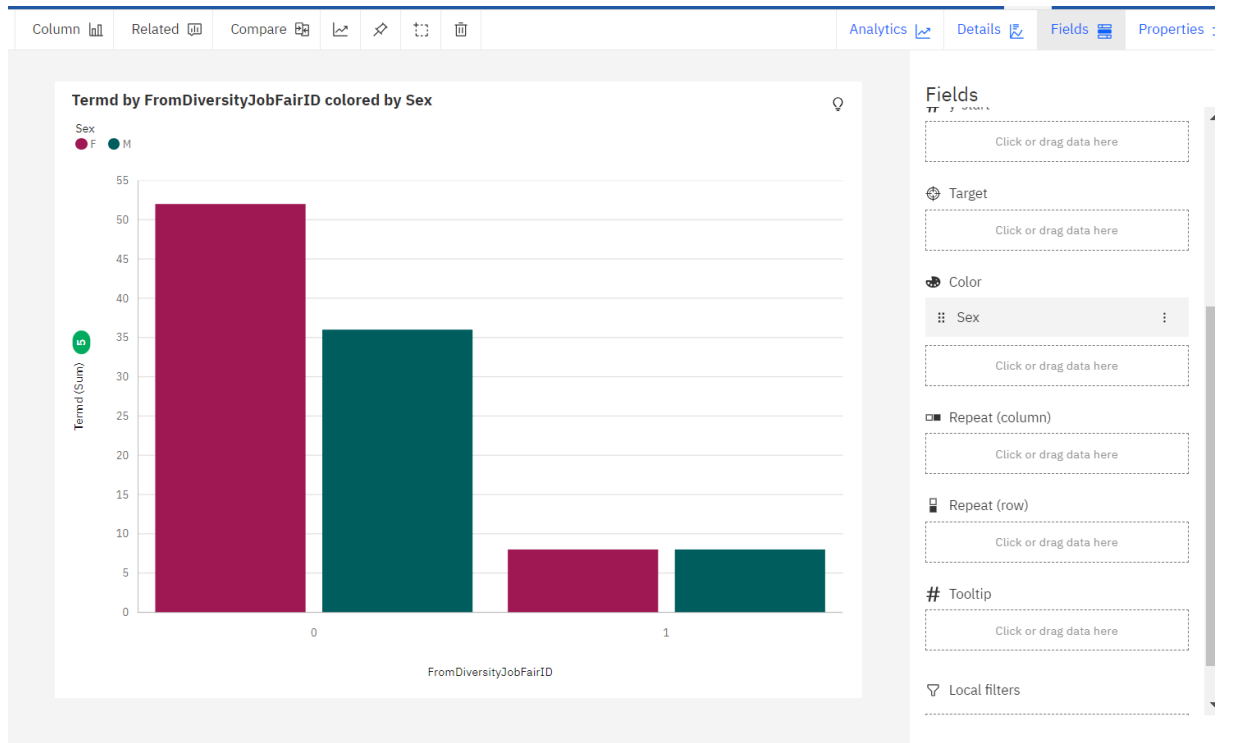 Column
Related
Compare
Analytics
Details
Fields
Properties
Termd by FromDiversityJobFairID colored by Sex
Sex
F
M
55
50
45
40
35
30
25
20
15
10
5
0
Termd (Sum)
5
0
1
FromDiversityJobFairID
Fields
Click or drag data here
Target
Click or drag data here
Color
Sex
Click or drag data here
Repeat (column)
Click or drag data here
Repeat (row)
Click or drag data here
Tooltip
Click or drag data here
Local filters